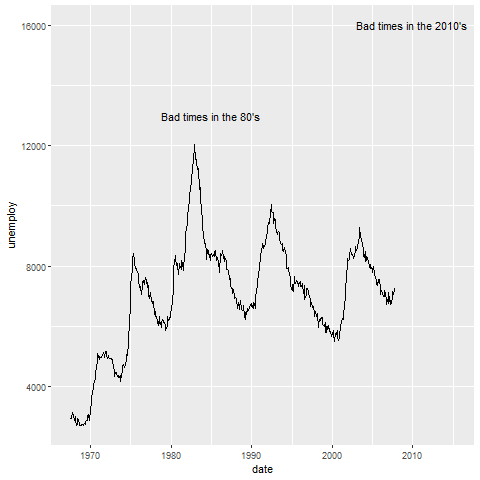 Bad times in the 2010's
16000
Bad times in the 80's
12000
unemploy
8000
4000
1970 1980 1990 2000 2010
date